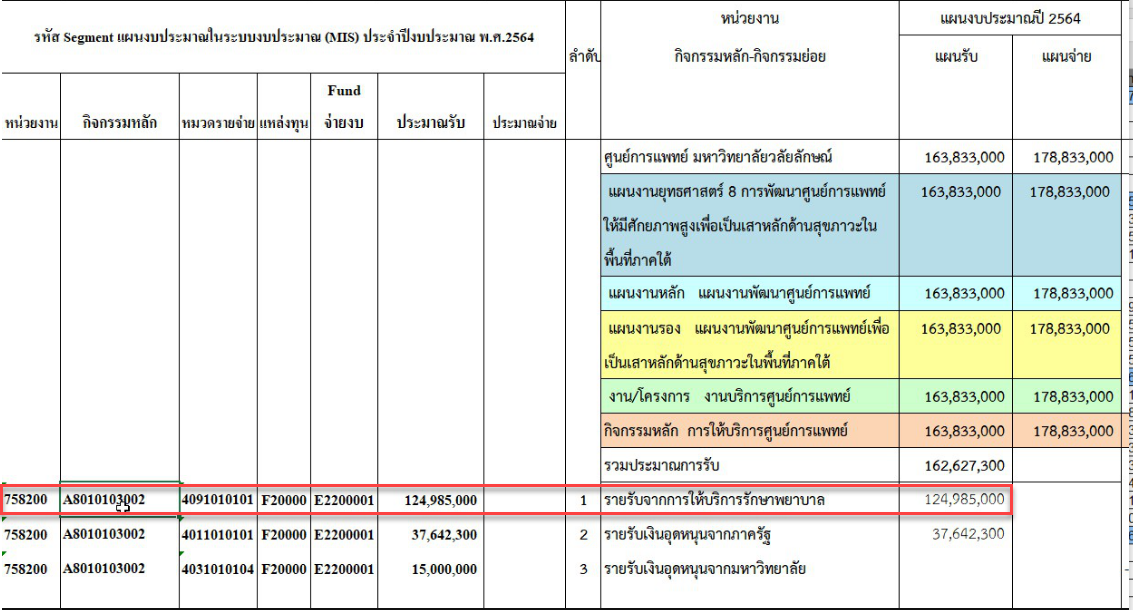 รหัส Segment แผนงบประมาณในระบบงบประมาณ (MIS) ประจำปีงบประมาณ พ.ศ.2564
ลำดับ
หน่วยงาน
กิจกรรมหลัก-กิจกรรมย่อย
แผนงบประมาณปี 2564
แผนรับ แผนจ่าย
หน่วยงาน กิจกรรมหลัก หมวดรายจ่าย แหล่งทุน Fund จ่ายงบ ประมาณรับ ประมาณจ่าย
ศูนย์การแพทย์ มหาวิทยาลัยวลัยลักษณ์ 163,833,000 178,833,000
แผนงานยุทธศาสตร์ 8 การพัฒนาศูนย์การแพทย์ 163,833,000 178,833,000
ให้มีศักยภาพสูงเพื่อเป็นเสาหลักด้านสุขภาวะใน
พื้นที่ภาคใต้
แผนงานหลัก แผนงานพัฒนาศูนย์การแพทย์ 163,833,000 178,833,000
แผนงานรอง แผนงานพัฒนาศูนย์การแพทย์เพื่อ 163,833,000 178,833,000
เป็นเสาหลักด้านสุขภาวะในพื้นที่ภาคใต้
งาน/โครงการ งานบริการศูนย์การแพทย์ 163,833,000 178,833,000
กิจกรรมหลัก การให้บริการศูนย์การแพทย์ 163,833,000 178,833,000
รวมประมาณการรับ 162,627,300
758200 A8010103002 4091010101 F20000 E2200001 124,985,000 1 รายรับจากการให้บริการรักษาพยาบาล 124,985,000
758200 A8010103002 4011010101 F20000 E2200001 37,642,300 2 รายรับเงินอุดหนุนจากภาครัฐ 37,642,300
758200 A8010103002 4031010104 F20000 E2200001 15,000,000 3 รายรับเงินอุดหนุนจากมหาวิทยาลัย